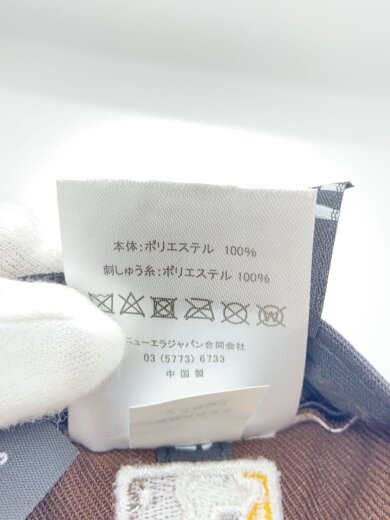 本体:ポリエステル 100%
刺しゅう糸:ポリエステル 100%
ニューエラジャパン合同会社
03 (5773) 6733
中国製